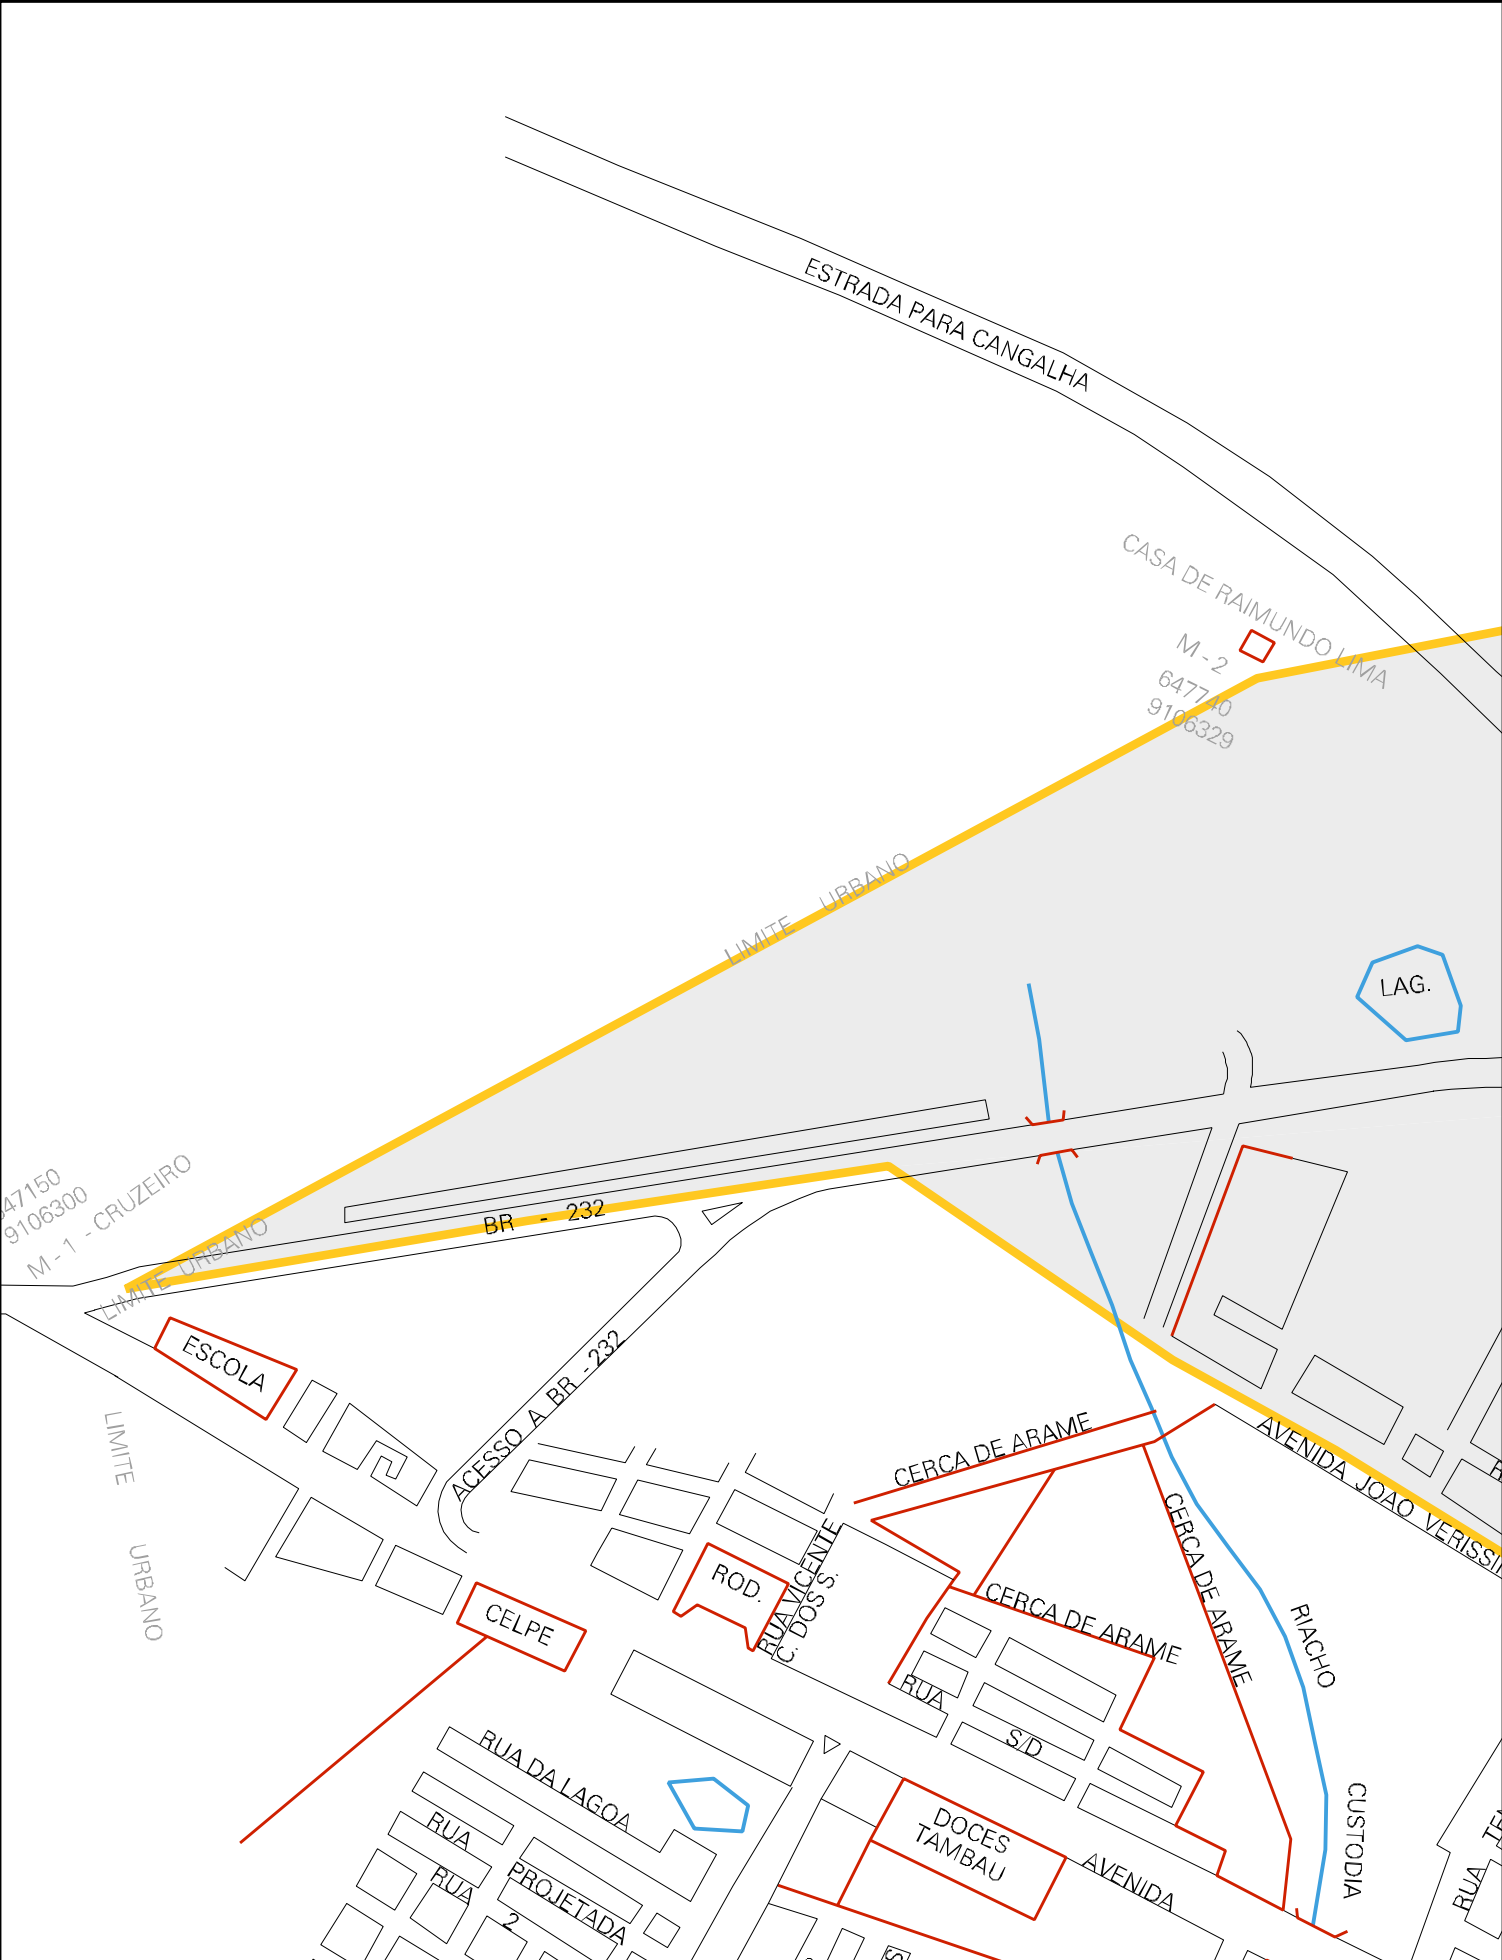 ESTRADA PARA CANGALHA
CASA DE RAIMUNDO LIMA
M - 2
647740
9106329
LIMITE URBANO
LAG.
47150
9106300
M - 1 - CRUZEIRO
LIMITE URBANO
BR - 232
ESCOLA
ACESSO A BR - 232
LIMITE URBANO
CERCA DE ARAME
AVENIDA JOAO VERISSI
CERCA DE ARAME
RIACHO
CUSTODIA
CELPE
ROD.
RUA VICENTE
C. DOS S.
CERCA DE ARAME
RUA
S/D
RUA DA LAGOA
RUA
PROJETADA
RUA
2
DOCES
TAMBAU
AVENIDA
RUA